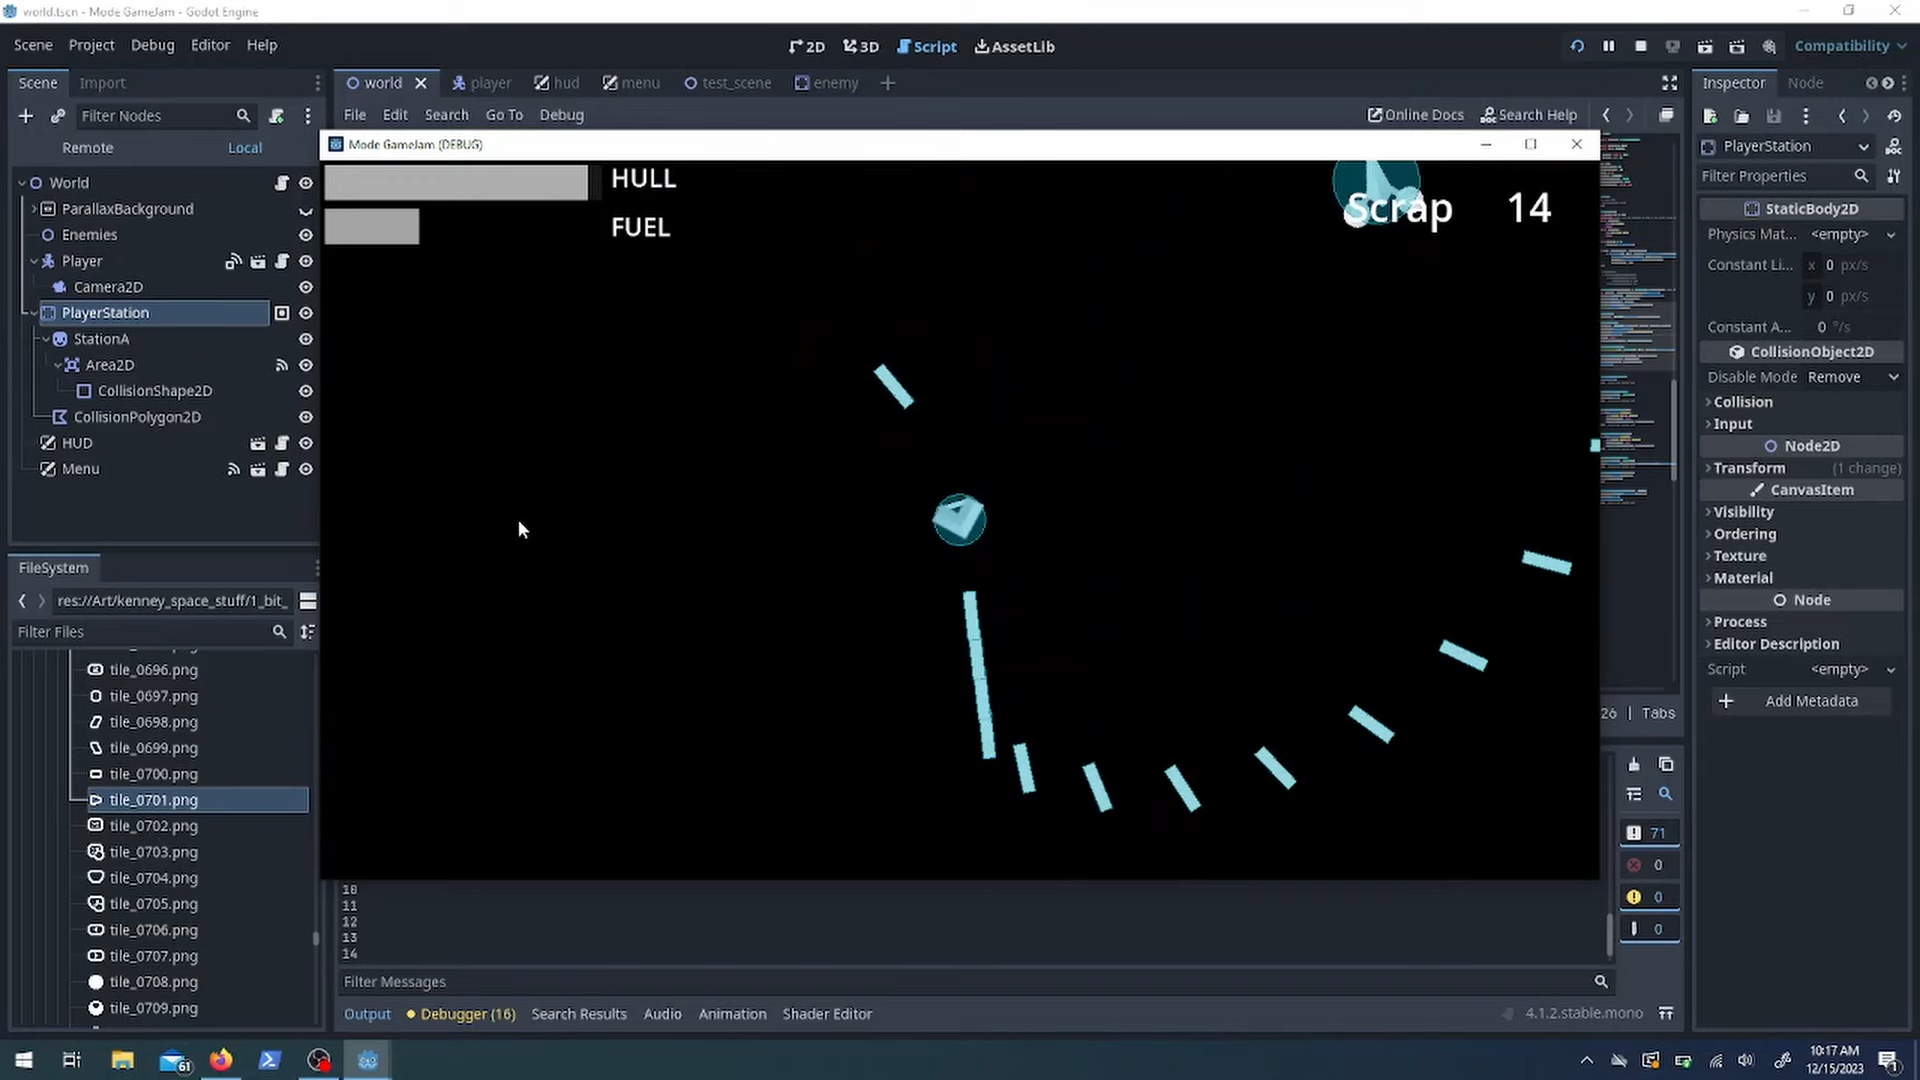 world.tscn - Mode GameJam - Godot Engine
Scene Project Debug Editor Help
2D 3D Script AssetLib
Compatibility
Scene Import
world player hud menu test_scene enemy
Inspector Node
Filter Nodes
File Edit Search Go To Debug
Online Docs Search Help
Remote Local
Mode GameJam (DEBUG)
PlayerStation
Filter Properties
World
ParallaxBackground
Enemies
Player
Camera2D
PlayerStation
StationA
Area2D
CollisionShape2D
CollisionPolygon2D
HUD
Menu
HULL
FUEL
Scrap 14
StaticBody2D
Physics Mat... <empty>
Constant Li... x 0 px/s
y 0 px/s
Constant A... 0 °/s
CollisionObject2D
Disable Mode Remove
Collision
Input
Node2D
Transform (1 change)
CanvasItem
Visibility
Ordering
Texture
Material
Node
Process
Editor Description
Script <empty>
Add Metadata
FileSystem
res://Art/kenney_space_stuff/1_bit_
Filter Files
tile_0696.png
tile_0697.png
tile_0698.png
tile_0699.png
tile_0700.png
tile_0701.png
tile_0702.png
tile_0703.png
tile_0704.png
tile_0705.png
tile_0706.png
tile_0707.png
tile_0708.png
tile_0709.png
26 | Tabs
71
0
0
0
10
11
12
13
14
Filter Messages
Output Debugger (16) Search Results Audio Animation Shader Editor
4.1.2.stable.mono
61
10:17 AM
12/15/2023
1